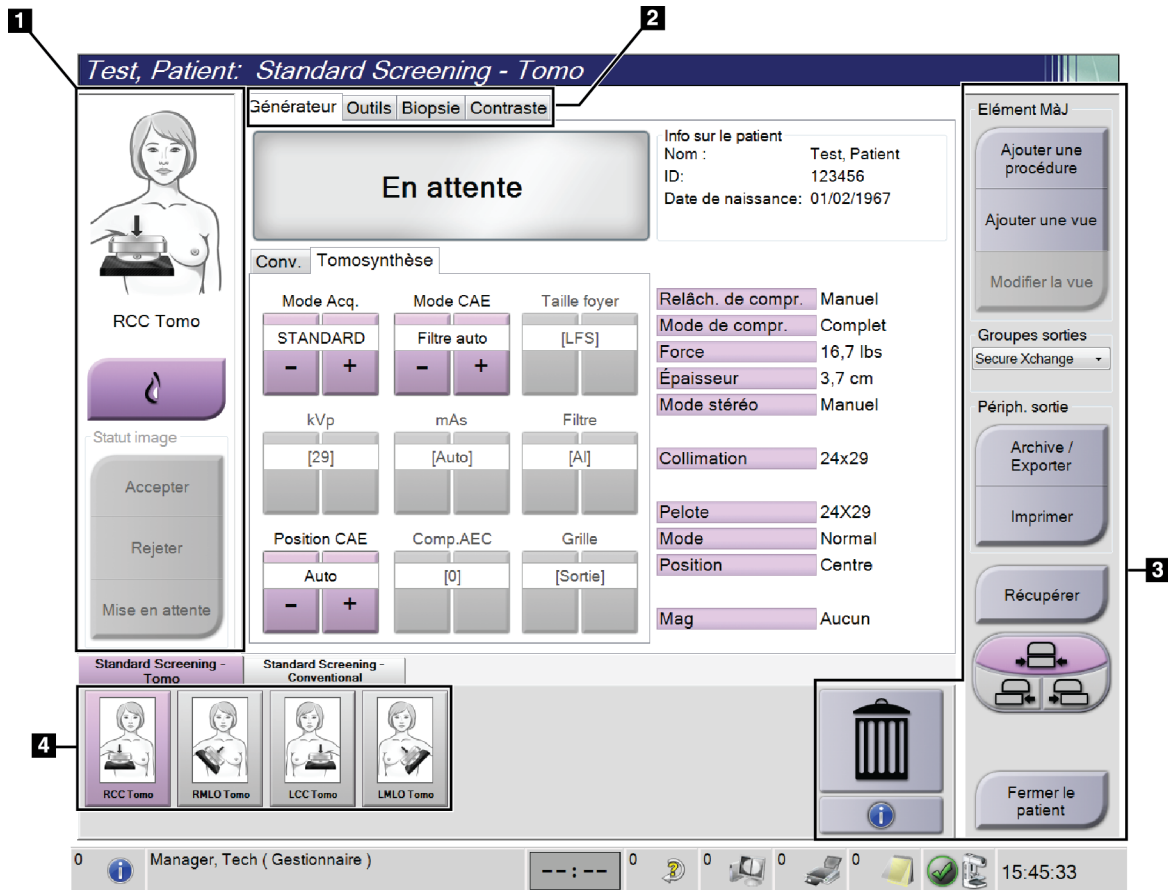 1
2
Test, Patient: Standard Screening - Tomo
Générateur Outils Biopsie Contraste
En attente
Info sur le patient
Nom : Test, Patient
ID: 123456
Date de naissance: 01/02/1967
RCC Tomo
Statut image
Accepter
Rejeter
Mise en attente
Conv. Tomosynthèse
Mode Acq. Mode CAE Taille foyer
STANDARD Filtre auto [LFS]
- + - +
kVp mAs Filtre
[29] [Auto] [Al]
Position CAE Comp.AEC Grille
Auto [0] [Sortie]
- +
Relâch. de compr. Manuel
Mode de compr. Complet
Force 16,7 lbs
Épaisseur 3,7 cm
Mode stéréo Manuel
Collimation 24x29
Pelote 24X29
Mode Normal
Position Centre
Mag Aucun
Elément MàJ
Ajouter une
procédure
Ajouter une vue
Modifier la vue
Groupes sorties
Secure Xchange
Périph. sortie
Archive /
Exporter
Imprimer
3
Récupérer
Fermer le
patient
Standard Screening -
Tomo
Standard Screening -
Conventional
4
RCC Tomo RMLO Tomo LCC Tomo LMLO Tomo
0 Manager, Tech ( Gestionnaire ) --:-- 0 0 0 0 15:45:33